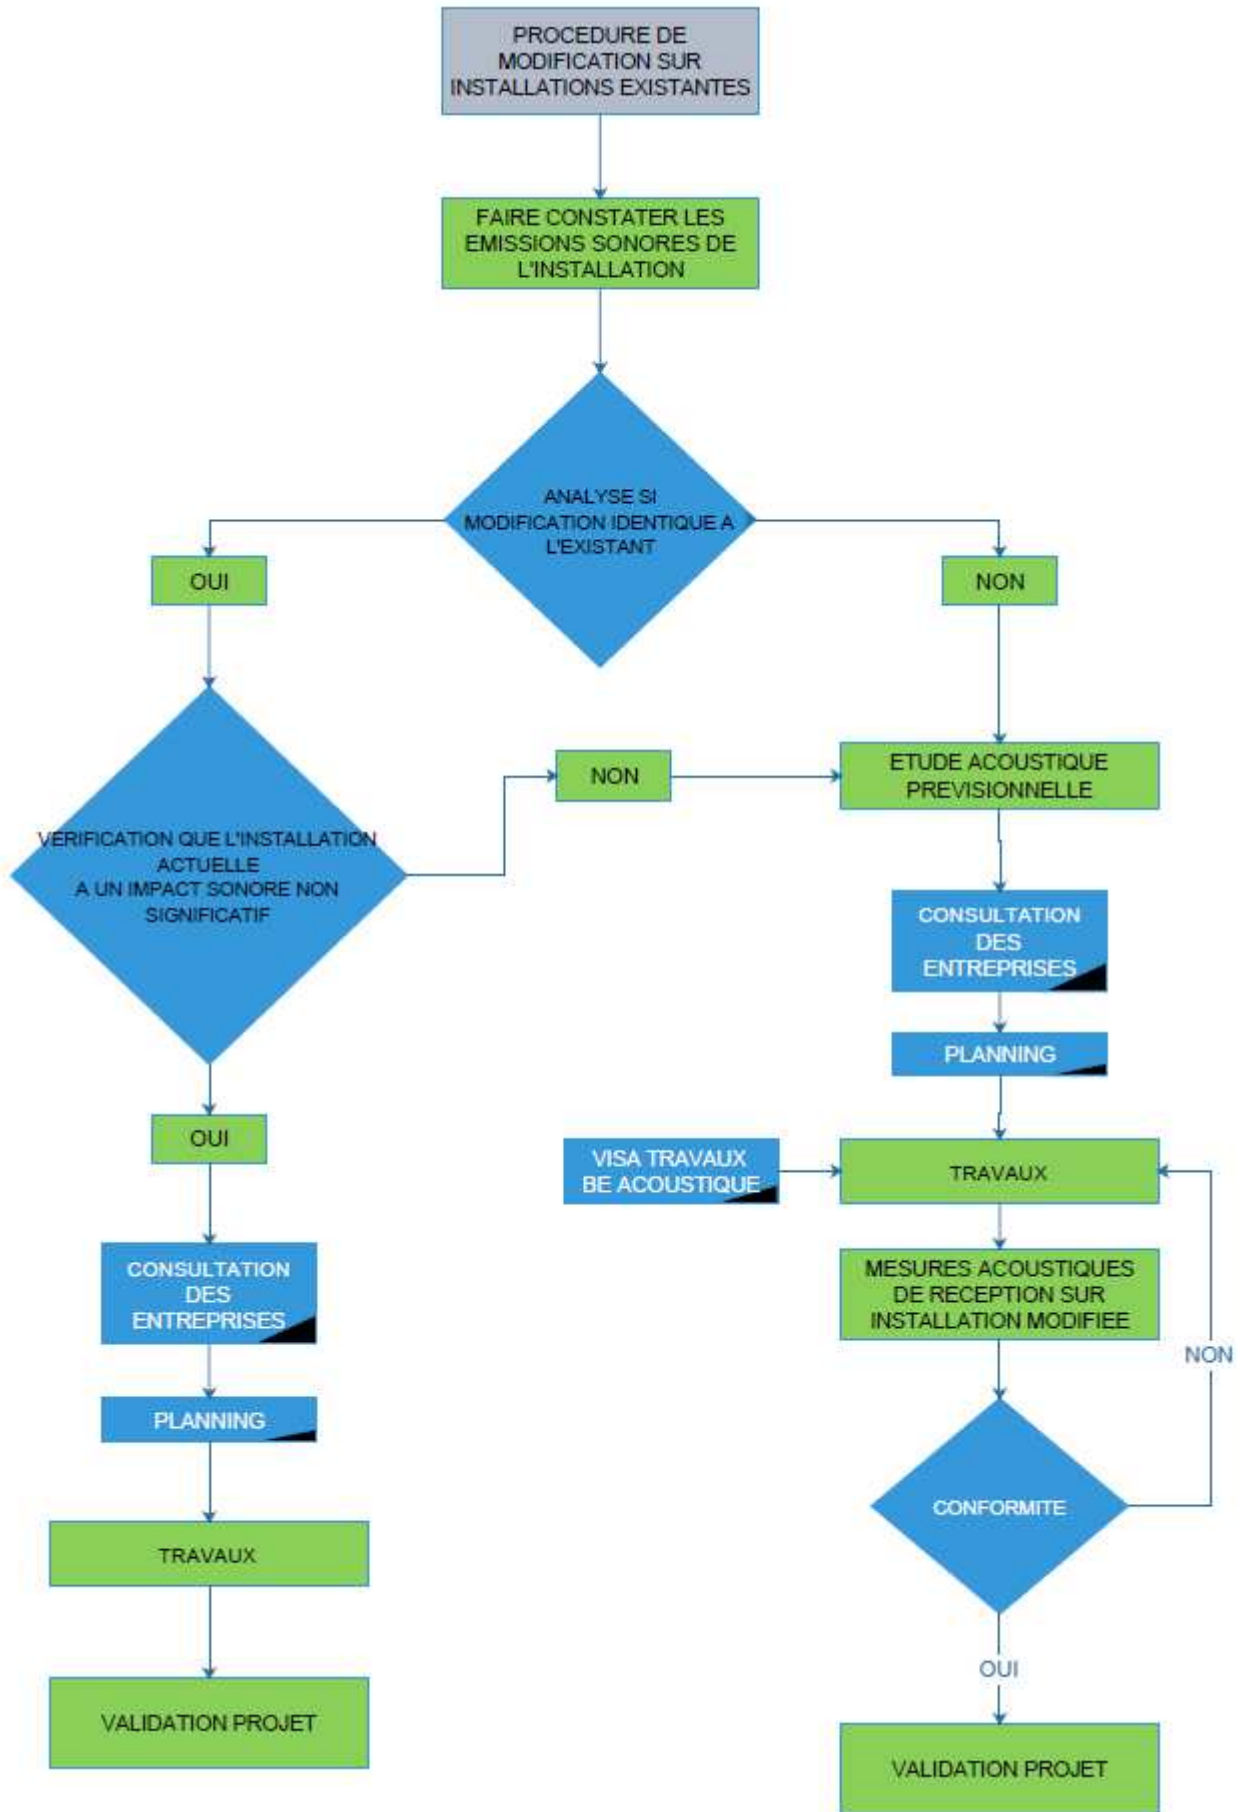 PROCEDURE DE
MODIFICATION SUR
INSTALLATIONS EXISTANTES
FAIRE CONSTATER LES
EMISSIONS SONORES DE
L'INSTALLATION
ANALYSE SI
MODIFICATION IDENTIQUE A
L'EXISTANT
OUI
NON
VERIFICATION QUE L'INSTALLATION
ACTUELLE
A UN IMPACT SONORE NON
SIGNIFICATIF
NON
ETUDE ACOUSTIQUE
PREVISIONNELLE
CONSULTATION
DES
ENTREPRISES
PLANNING
OUI
VISA TRAVAUX
BE ACOUSTIQUE
TRAVAUX
CONSULTATION
DES
ENTREPRISES
MESURES ACOUSTIQUES
DE RECEPTION SUR
INSTALLATION MODIFIEE
NON
PLANNING
CONFORMITE
TRAVAUX
OUI
VALIDATION PROJET
VALIDATION PROJET